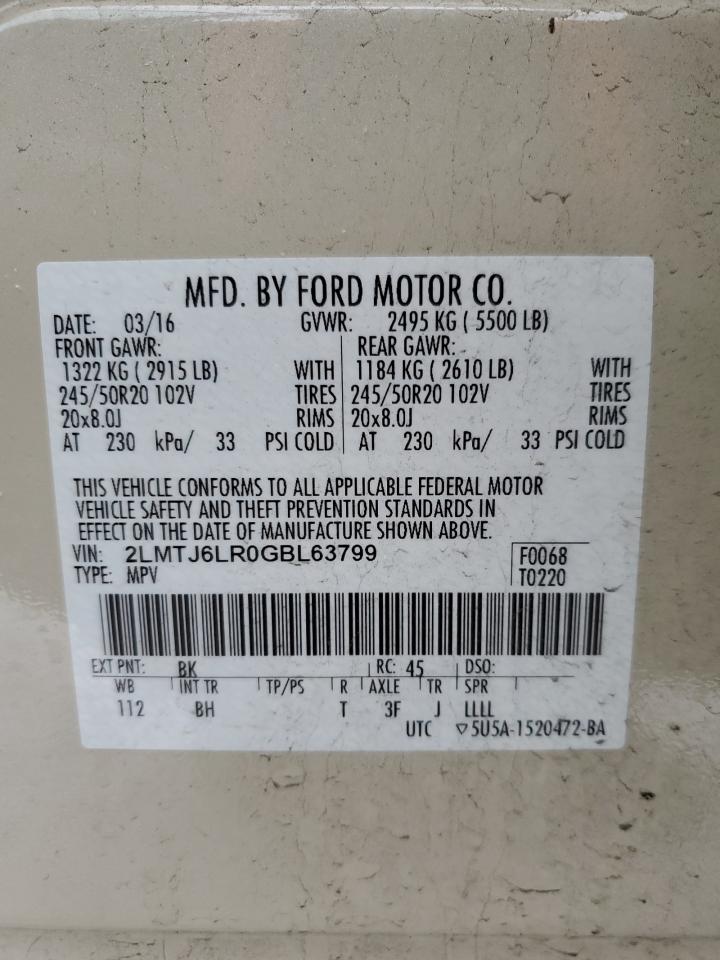 MFD. BY FORD MOTOR CO.
DATE: 03/16 GVWR: 2495 KG ( 5500 LB)
FRONT GAWR: REAR GAWR:
1322 KG ( 2915 LB) WITH 1184 KG ( 2610 LB) WITH
245/50R20 102V TIRES 245/50R20 102V TIRES
20x8.0J RIMS 20x8.0J RIMS
AT 230 kPa/ 33 PSI COLD AT 230 kPa/ 33 PSI COLD
THIS VEHICLE CONFORMS TO ALL APPLICABLE FEDERAL MOTOR
VEHICLE SAFETY AND THEFT PREVENTION STANDARDS IN
EFFECT ON THE DATE OF MANUFACTURE SHOWN ABOVE.
VIN: 2LMTJ6LR0GBL63799 F0068
TYPE: MPV T0220
EXT PNT: BK RC: 45 DSO:
WB INT TR TP/PS R AXLE TR SPR
112 BH T 3F J LLLL
UTC ▽5U5A-1520472-BA